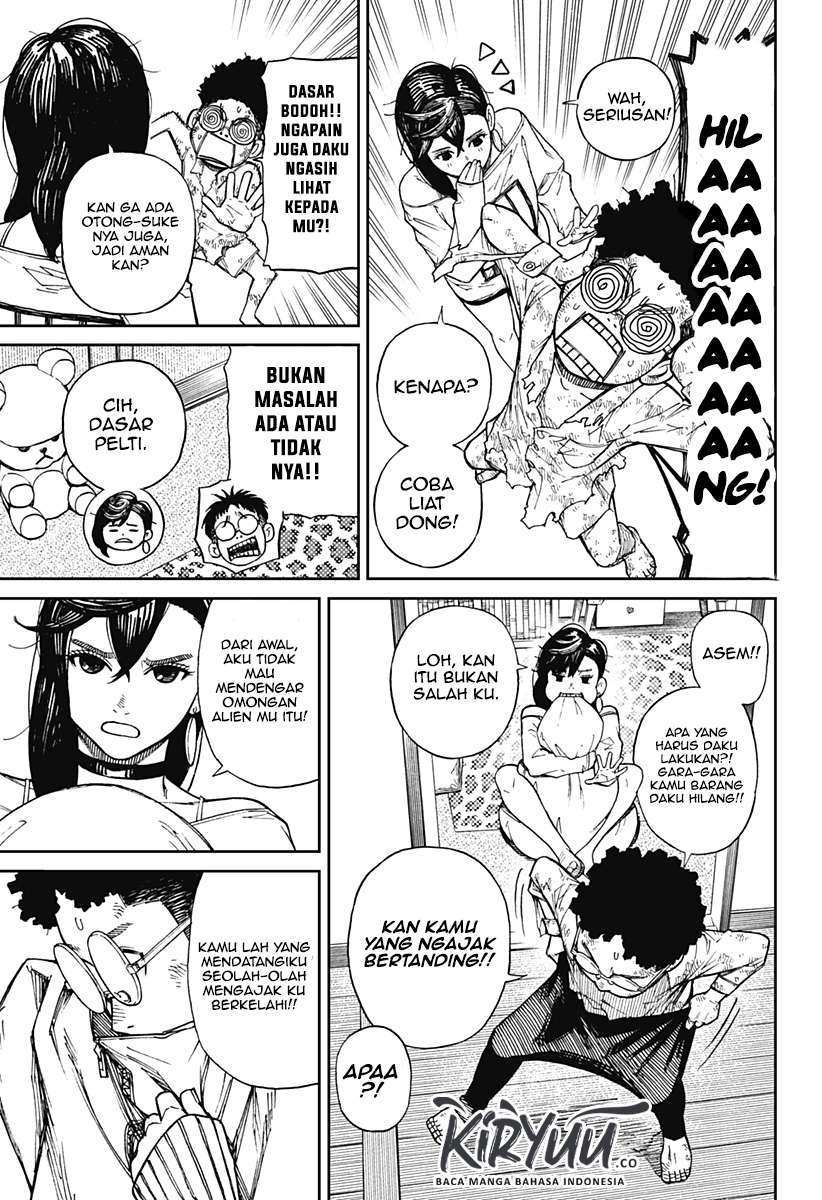 HIL
AA
AA
AA
AA
AA
AA
AA
NG!
WAH,
SERIUSAN!
KENAPA?
COBA
LIAT
DONG!
DASAR
BODOH!!
NGAPAIN
JUGA DAKU
NGASIH
LIHAT
KEPADA
MU?!
KAN GA ADA
OTONG-SUKE
NYA JUGA,
JADI AMAN
KAN?
BUKAN
MASALAH
ADA ATAU
TIDAK
NYA!!
CIH,
DASAR
PELTI.
ASEM!!
APA YANG
HARUS DAKU
LAKUKAN?!
GARA-GARA
KAMU BARANG
DAKU HILANG!!
LOH, KAN
ITU BUKAN
SALAH KU.
KAN KAMU
YANG NGAJAK
BERTANDING!!
APAA
?!
DARI AWAL,
AKU TIDAK
MAU
MENDENGAR
OMONGAN
ALIEN MU ITU!
KAMU LAH YANG
MENDATANGIKU
SEOLAH-OLAH
MENGAJAK KU
BERKELAHI!!
KIRYUU.CO
BACA MANGA BAHASA INDONESIA